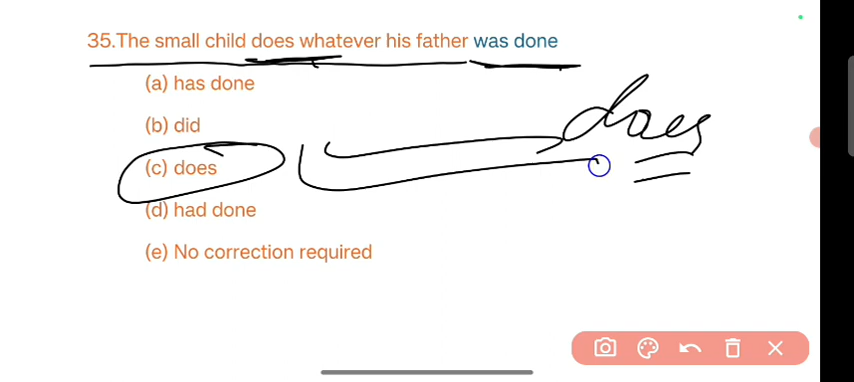 35.The small child does whatever his father was done
(a) has done
(b) did
does
(c) does
(d) had done
(e) No correction required